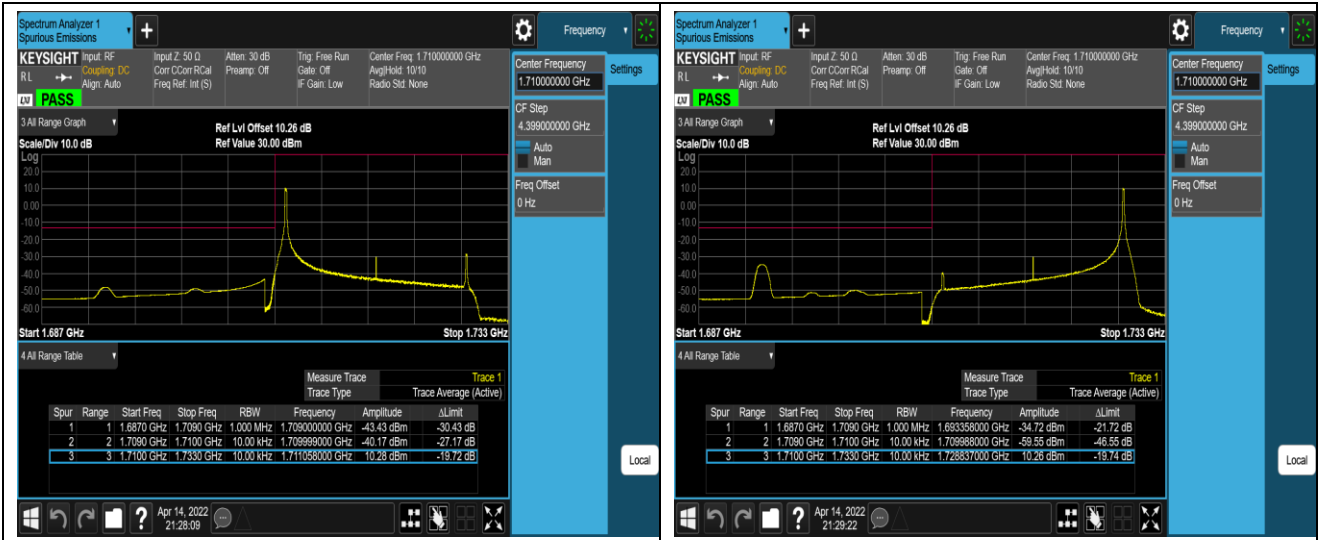 Spectrum Analyzer 1
Spurious Emissions
Frequency
KEYSIGHT Input: RF
R L
Coupling: DC
Align: Auto
Input Z: 50 Ω
Corr CCorr RCal
Freq Ref: Int (S)
Atten: 30 dB
Preamp: Off
Trig: Free Run
Gate: Off
IF Gain: Low
Center Freq: 1.710000000 GHz
Avg|Hold: 10/10
Radio Std: None
LXI PASS
3 All Range Graph
Ref Lvl Offset 10.26 dB
Scale/Div 10.0 dB Ref Value 30.00 dBm
Log
20.0
10.0
0.00
-10.0
-20.0
-30.0
-40.0
-50.0
-60.0
Start 1.687 GHz Stop 1.733 GHz
4 All Range Table
Measure Trace Trace 1
Trace Type Trace Average (Active)
Spur Range Start Freq Stop Freq RBW Frequency Amplitude ΔLimit
1 1 1.6870 GHz 1.7090 GHz 1.000 MHz 1.709000000 GHz -43.43 dBm -30.43 dB
2 2 1.7090 GHz 1.7100 GHz 10.00 kHz 1.709999000 GHz -40.17 dBm -27.17 dB
3 3 1.7100 GHz 1.7330 GHz 10.00 kHz 1.711058000 GHz 10.28 dBm -19.72 dB
Center Frequency
1.710000000 GHz
Settings
CF Step
4.399000000 GHz
Auto
Man
Freq Offset
0 Hz
Local
?
Apr 14, 2022
21:28:09
Spectrum Analyzer 1
Spurious Emissions
Frequency
KEYSIGHT Input: RF
R L
Coupling: DC
Align: Auto
Input Z: 50 Ω
Corr CCorr RCal
Freq Ref: Int (S)
Atten: 30 dB
Preamp: Off
Trig: Free Run
Gate: Off
IF Gain: Low
Center Freq: 1.710000000 GHz
Avg|Hold: 10/10
Radio Std: None
LXI PASS
3 All Range Graph
Ref Lvl Offset 10.26 dB
Scale/Div 10.0 dB Ref Value 30.00 dBm
Log
20.0
10.0
0.00
-10.0
-20.0
-30.0
-40.0
-50.0
-60.0
Start 1.687 GHz Stop 1.733 GHz
4 All Range Table
Measure Trace Trace 1
Trace Type Trace Average (Active)
Spur Range Start Freq Stop Freq RBW Frequency Amplitude ΔLimit
1 1 1.6870 GHz 1.7090 GHz 1.000 MHz 1.693358000 GHz -34.72 dBm -21.72 dB
2 2 1.7090 GHz 1.7100 GHz 10.00 kHz 1.709988000 GHz -59.55 dBm -46.55 dB
3 3 1.7100 GHz 1.7330 GHz 10.00 kHz 1.728837000 GHz 10.26 dBm -19.74 dB
Center Frequency
1.710000000 GHz
Settings
CF Step
4.399000000 GHz
Auto
Man
Freq Offset
0 Hz
Local
?
Apr 14, 2022
21:29:22